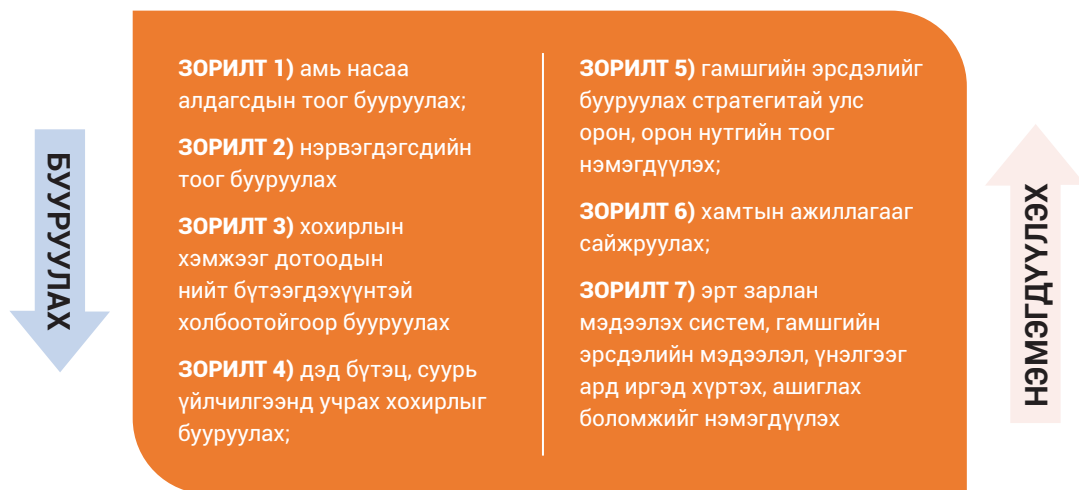 БУУРУУЛАХ
ЗОРИЛТ 1) амь насаа
алдагсдын тоог бууруулах;
ЗОРИЛТ 2) нэрвэгдэгсдийн
тоог бууруулах
ЗОРИЛТ 3) хохирлын
хэмжээг дотоодын
нийт бүтээгдэхүүнтэй
холбоотойгоор бууруулах
ЗОРИЛТ 4) дэд бүтэц, суурь
үйлчилгээнд учрах хохирлыг
бууруулах;
ЗОРИЛТ 5) гамшгийн эрсдэлийг
бууруулах стратегитай улс
орон, орон нутгийн тоог
нэмэгдүүлэх;
ЗОРИЛТ 6) хамтын ажиллагааг
сайжруулах;
ЗОРИЛТ 7) эрт зарлан
мэдээлэх систем, гамшгийн
эрсдэлийн мэдээлэл, үнэлгээг
ард иргэд хүртэх, ашиглах
боломжийг нэмэгдүүлэх
НЭМЭГДҮҮЛЭХ